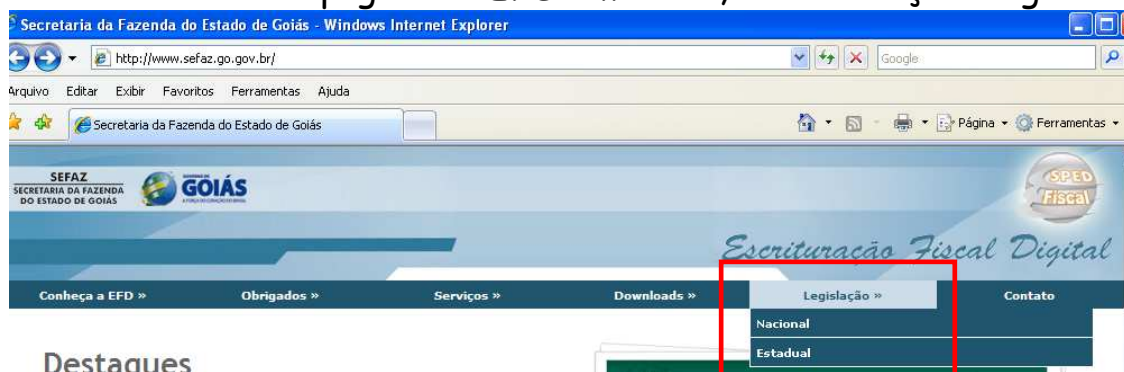 Secretaria da Fazenda do Estado de Goiás - Windows Internet Explorer
http://www.sefaz.go.gov.br/
Google
Arquivo Editar Exibir Favoritos Ferramentas Ajuda
Secretaria da Fazenda do Estado de Goiás
Página Ferramentas
SEFAZ
SECRETARIA DA FAZENDA
DO ESTADO DE GOIÁS
GOIÁS
SPED
Fiscal
Escrituração Fiscal Digital
Conheça a EFD » Obrigados » Serviços » Downloads » Legislação » Contato
Nacional
Estadual
Destaques